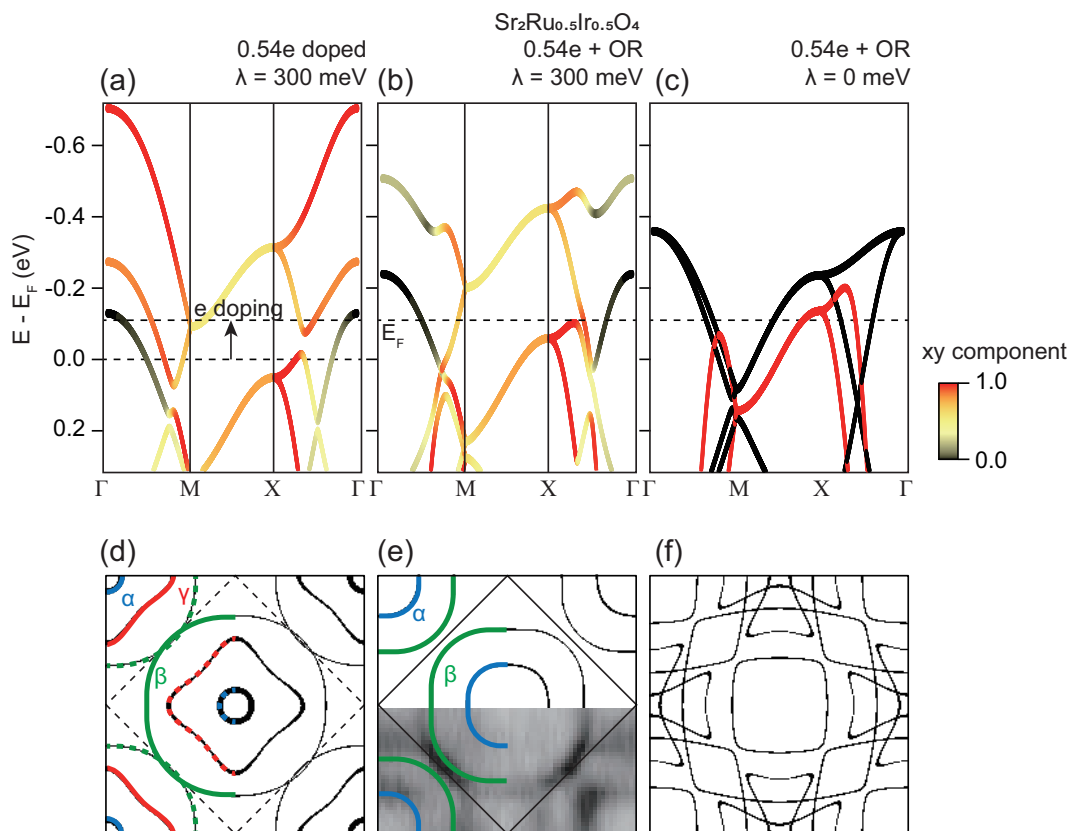 Sr₂Ru₀.₅Ir₀.₅O₄
0.54e doped
λ = 300 meV
0.54e + OR
λ = 300 meV
0.54e + OR
λ = 0 meV
(a)
(b)
(c)
E - E_F (eV)
-0.6
-0.4
-0.2
0.0
0.2
e doping
E_F
xy component
1.0
0.0
Γ M X Γ
Γ M X
Γ M X Γ
(d)
(e)
(f)
α
γ
β
α
β